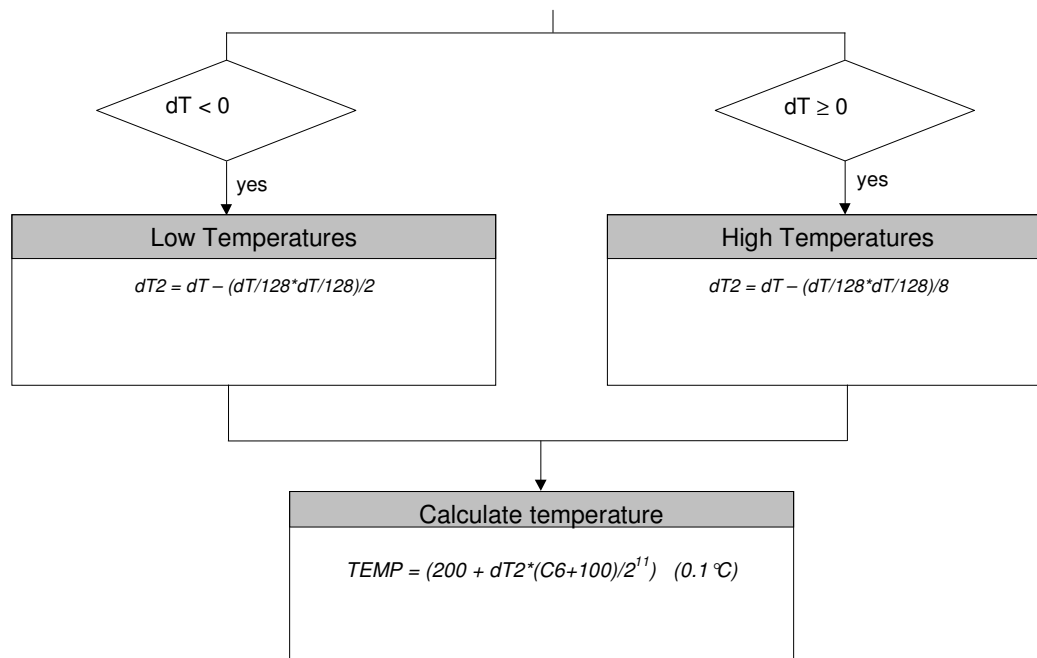 dT < 0
dT ≥ 0
yes
yes
Low Temperatures
dT2 = dT – (dT/128*dT/128)/2
High Temperatures
dT2 = dT – (dT/128*dT/128)/8
Calculate temperature
TEMP = (200 + dT2*(C6+100)/2¹¹) (0.1°C)